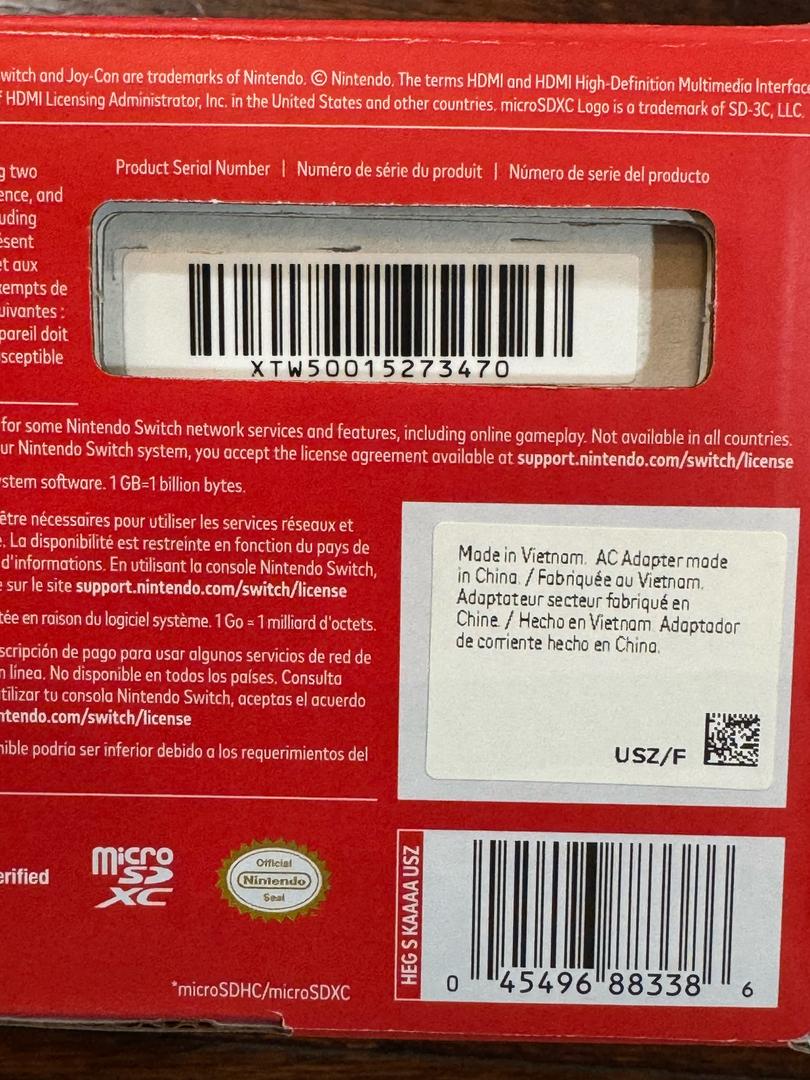 witch and Joy-Con are trademarks of Nintendo. © Nintendo. The terms HDMI and HDMI High-Definition Multimedia Interface
HDMI Licensing Administrator, Inc. in the United States and other countries. microSDXC Logo is a trademark of SD-3C, LLC.
g two
ence, and
uding
ésent
et aux
xempts de
uivantes :
pareil doit
sceptible
Product Serial Number | Numéro de série du produit | Número de serie del producto
XTW50015273470
for some Nintendo Switch network services and features, including online gameplay. Not available in all countries.
ur Nintendo Switch system, you accept the license agreement available at support.nintendo.com/switch/license
stem software. 1 GB=1 billion bytes.
être nécessaires pour utiliser les services réseaux et
. La disponibilité est restreinte en fonction du pays de
d'informations. En utilisant la console Nintendo Switch,
e sur le site support.nintendo.com/switch/license
tée en raison du logiciel système. 1 Go = 1 milliard d'octets.
scripción de pago para usar algunos servicios de red de
n línea. No disponible en todos los países. Consulta
tilizar tu consola Nintendo Switch, aceptas el acuerdo
ntendo.com/switch/license
nible podría ser inferior debido a los requerimientos del
Made in Vietnam. AC Adapter made
in China. / Fabriquée au Vietnam.
Adaptateur secteur fabriqué en
Chine. / Hecho en Vietnam. Adaptador
de corriente hecho en China.
USZ/F
erified
micro
SD
XC
Official
Nintendo
Seal
*microSDHC/microSDXC
HEG S KAAAA USZ
0 45496 88338 6